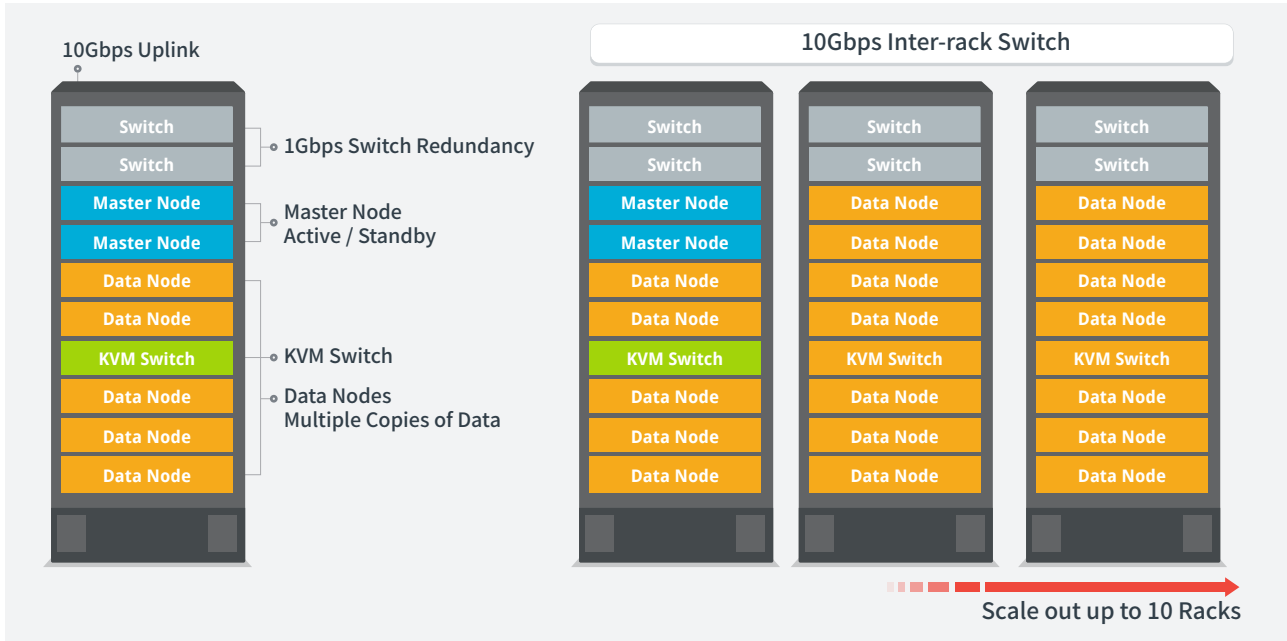 10Gbps Uplink
Switch
Switch
Master Node
Master Node
Data Node
Data Node
KVM Switch
Data Node
Data Node
Data Node
1Gbps Switch Redundancy
Master Node
Active / Standby
KVM Switch
Data Nodes
Multiple Copies of Data
10Gbps Inter-rack Switch
Switch
Switch
Master Node
Master Node
Data Node
Data Node
KVM Switch
Data Node
Data Node
Data Node
Switch
Switch
Data Node
Data Node
Data Node
Data Node
KVM Switch
Data Node
Data Node
Data Node
Switch
Switch
Data Node
Data Node
Data Node
Data Node
KVM Switch
Data Node
Data Node
Data Node
Scale out up to 10 Racks